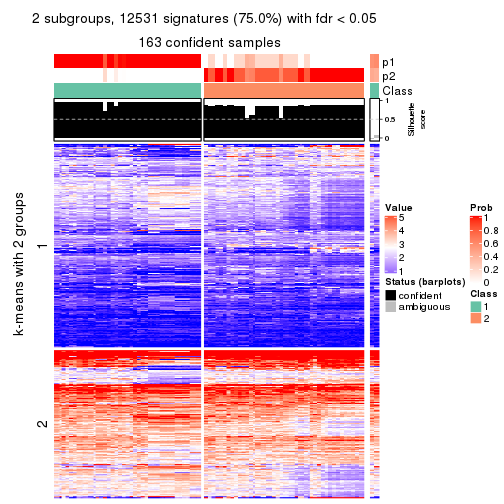 2 subgroups, 12531 signatures (75.0%) with fdr < 0.05
163 confident samples
p1
p2
Class
1
0.5
0
Silhouette
score
k-means with 2 groups
1
2
Value
5
4
3
2
1
Status (barplots)
confident
ambiguous
Prob
1
0.8
0.6
0.4
0.2
0
Class
1
2